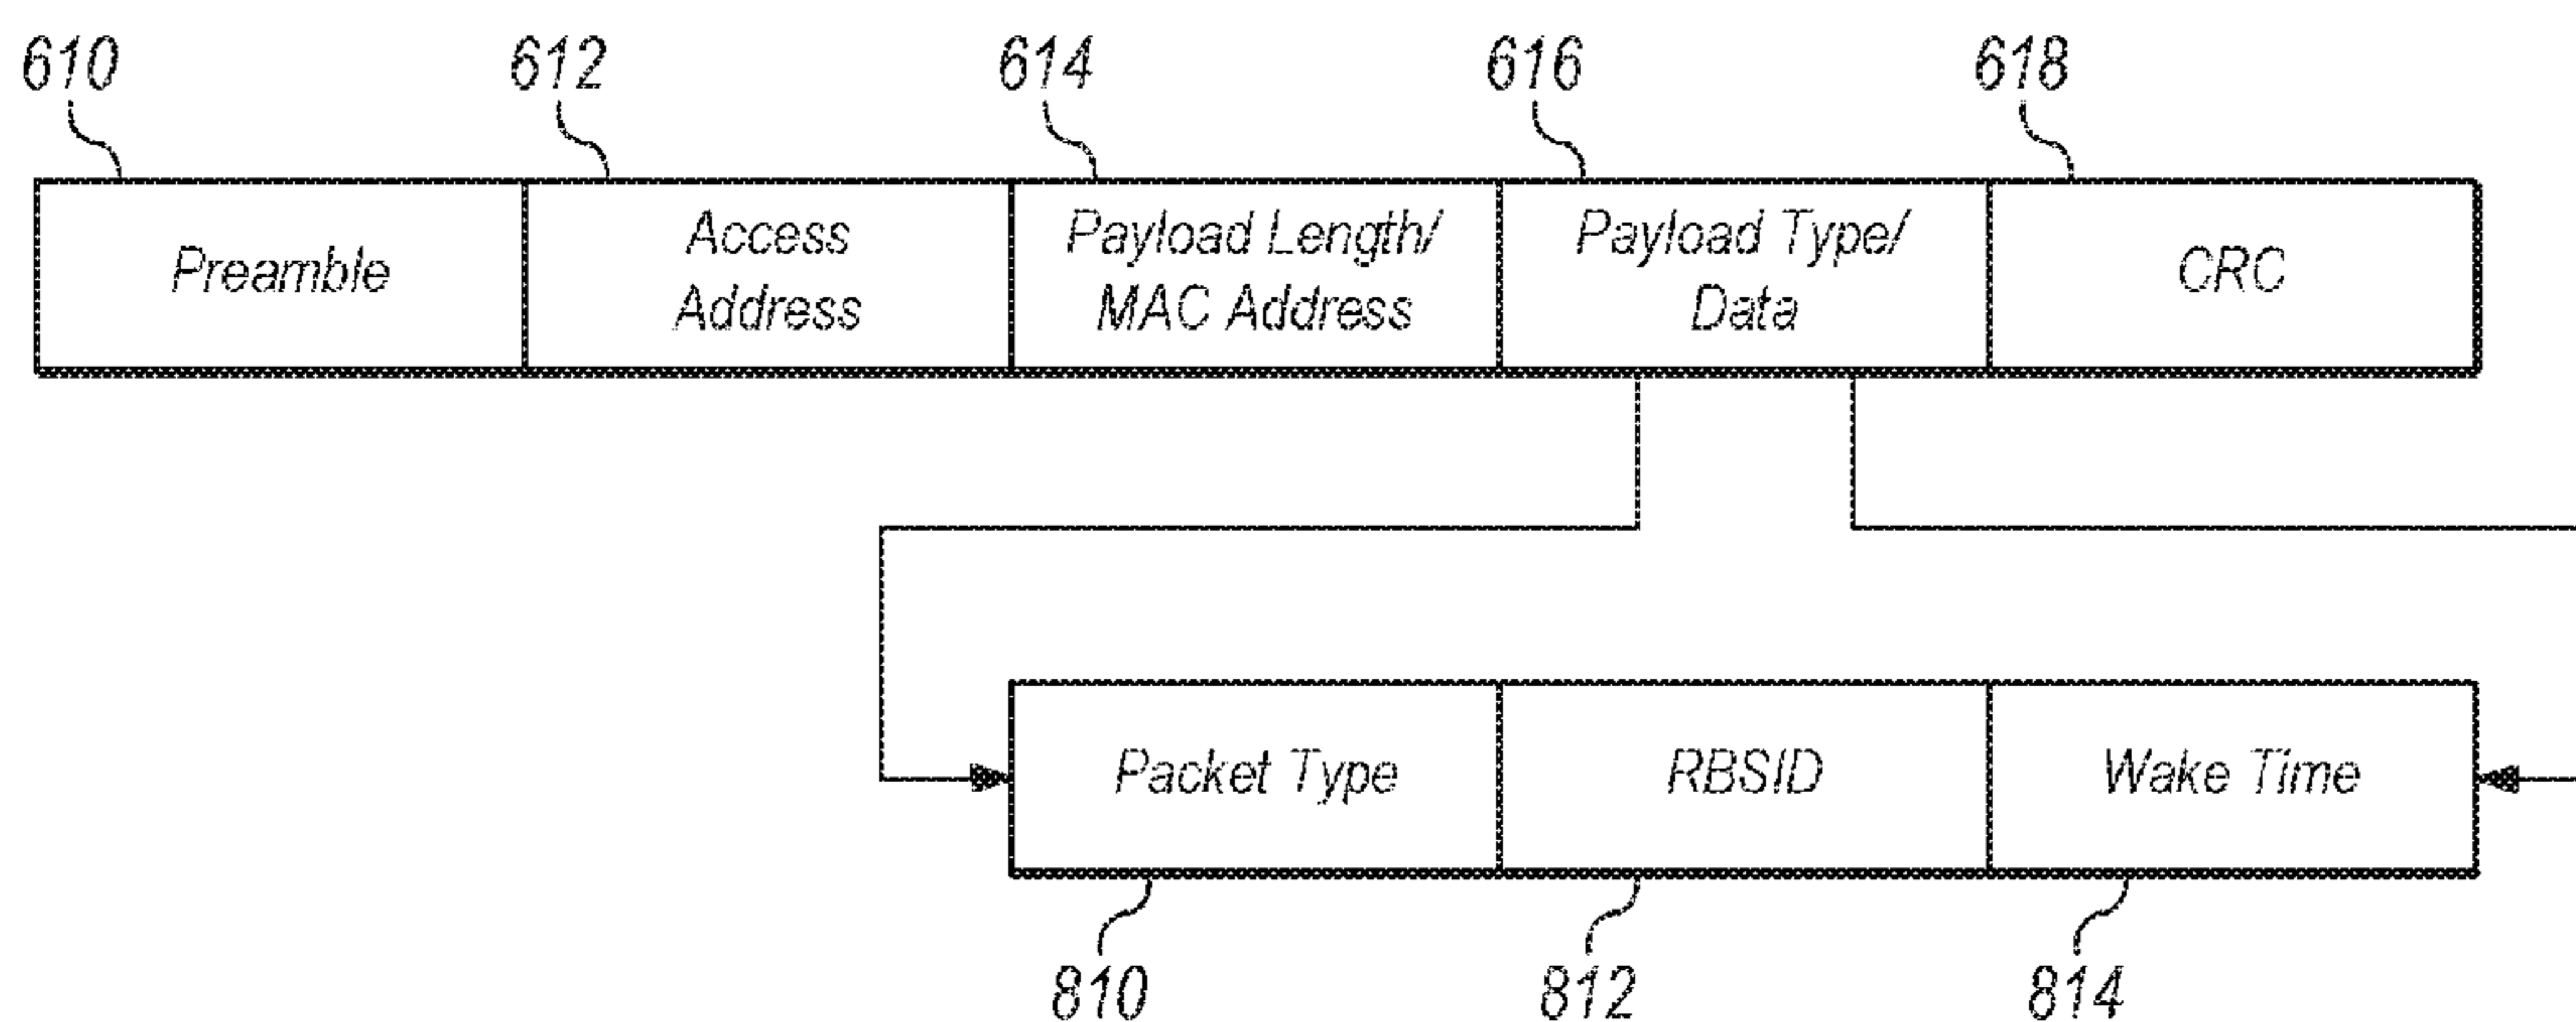 610 612 614 616 618
Preamble
Access
Address
Payload Length/
MAC Address
Payload Type/
Data
CRC
Packet Type
RBSID
Wake Time
810 812 814